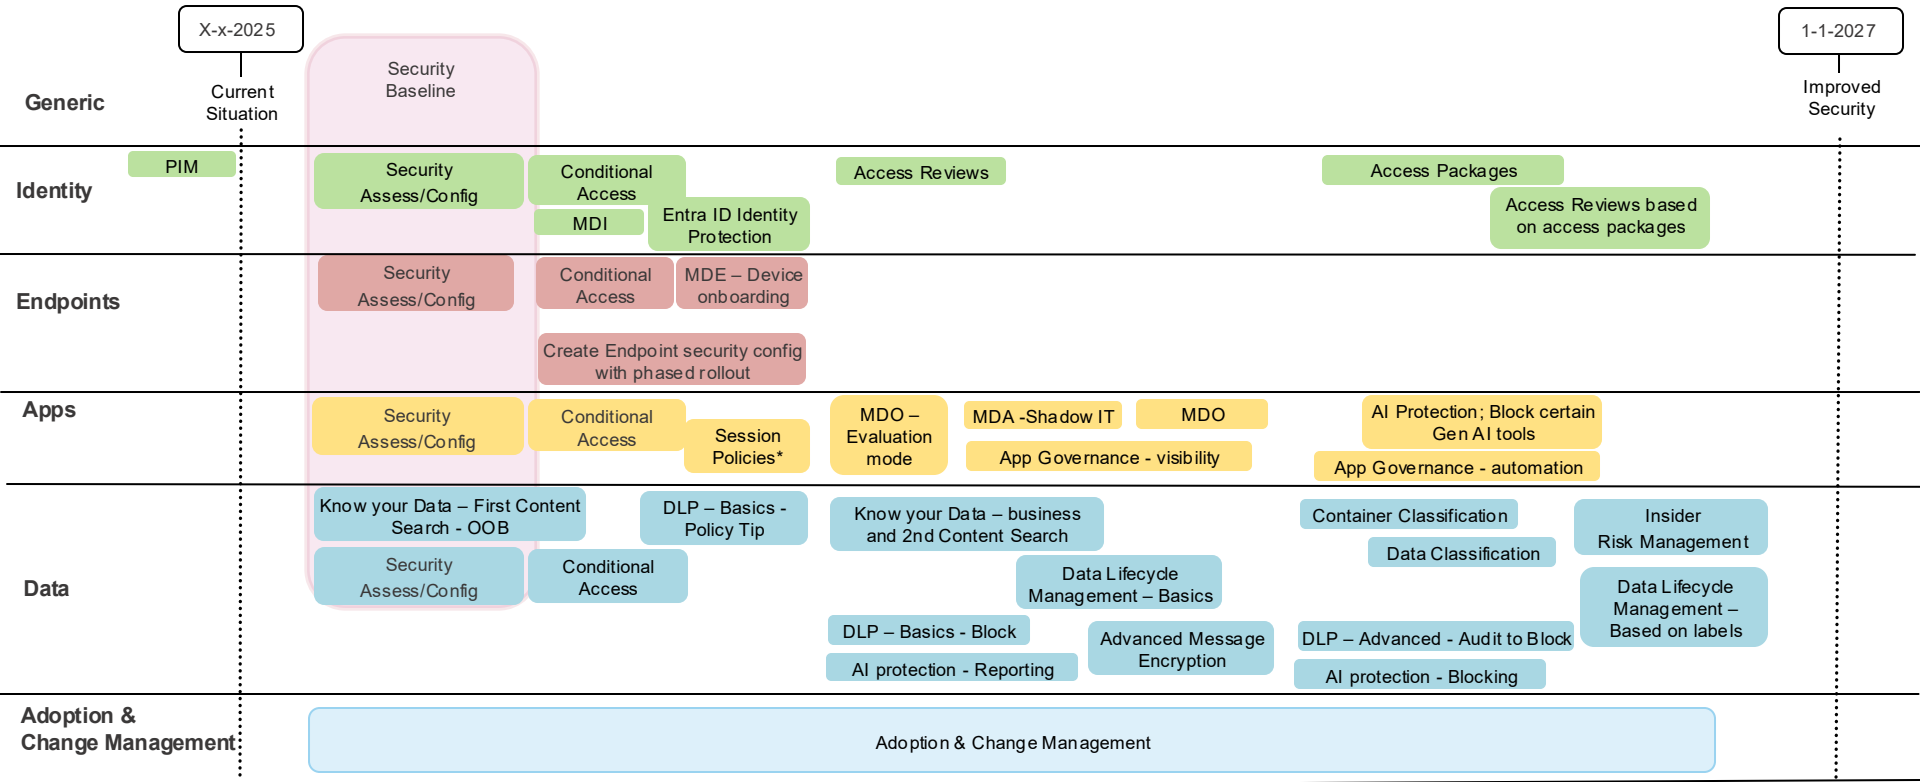 X-x-2025
1-1-2027
Security
Baseline
Current
Situation
Improved
Security
Generic
Identity
PIM
Security
Assess/Config
Conditional
Access
MDI
Entra ID Identity
Protection
Access Reviews
Access Packages
Access Reviews based
on access packages
Endpoints
Security
Assess/Config
Conditional
Access
MDE – Device
onboarding
Create Endpoint security config
with phased rollout
Apps
Security
Assess/Config
Conditional
Access
Session
Policies*
MDO –
Evaluation
mode
MDA -Shadow IT
MDO
App Governance - visibility
AI Protection; Block certain
Gen AI tools
App Governance - automation
Data
Know your Data – First Content
Search - OOB
DLP – Basics -
Policy Tip
Security
Assess/Config
Conditional
Access
Know your Data – business
and 2nd Content Search
Data Lifecycle
Management – Basics
DLP – Basics - Block
AI protection - Reporting
Advanced Message
Encryption
Container Classification
Data Classification
Insider
Risk Management
Data Lifecycle
Management –
Based on labels
DLP – Advanced - Audit to Block
AI protection - Blocking
Adoption &
Change Management
Adoption & Change Management